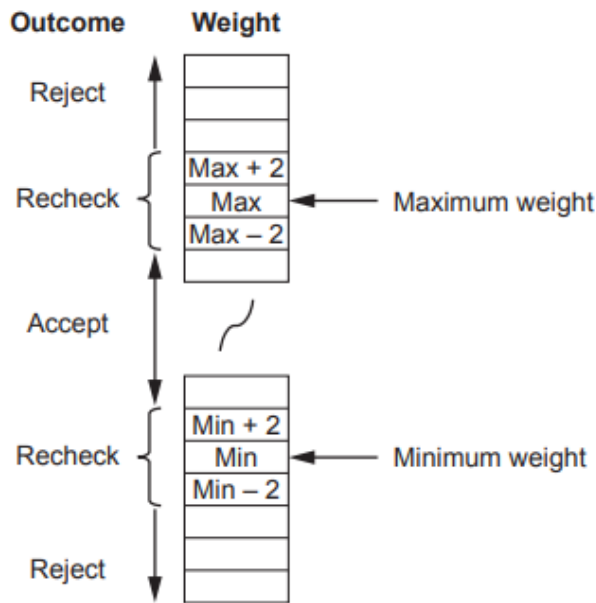 Outcome Weight
Reject
Max + 2
Recheck Max Maximum weight
Max – 2
Accept
Min + 2
Recheck Min Minimum weight
Min – 2
Reject